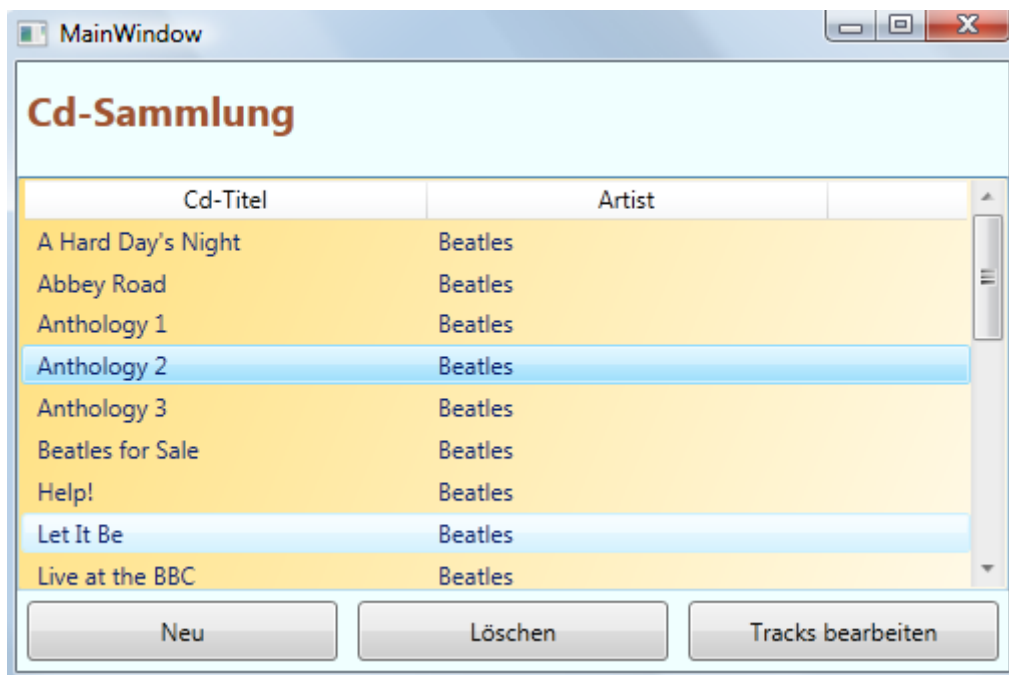 MainWindow
Cd-Sammlung
Cd-Titel Artist
A Hard Day's Night Beatles
Abbey Road Beatles
Anthology 1 Beatles
Anthology 2 Beatles
Anthology 3 Beatles
Beatles for Sale Beatles
Help! Beatles
Let It Be Beatles
Live at the BBC Beatles
Neu Löschen Tracks bearbeiten